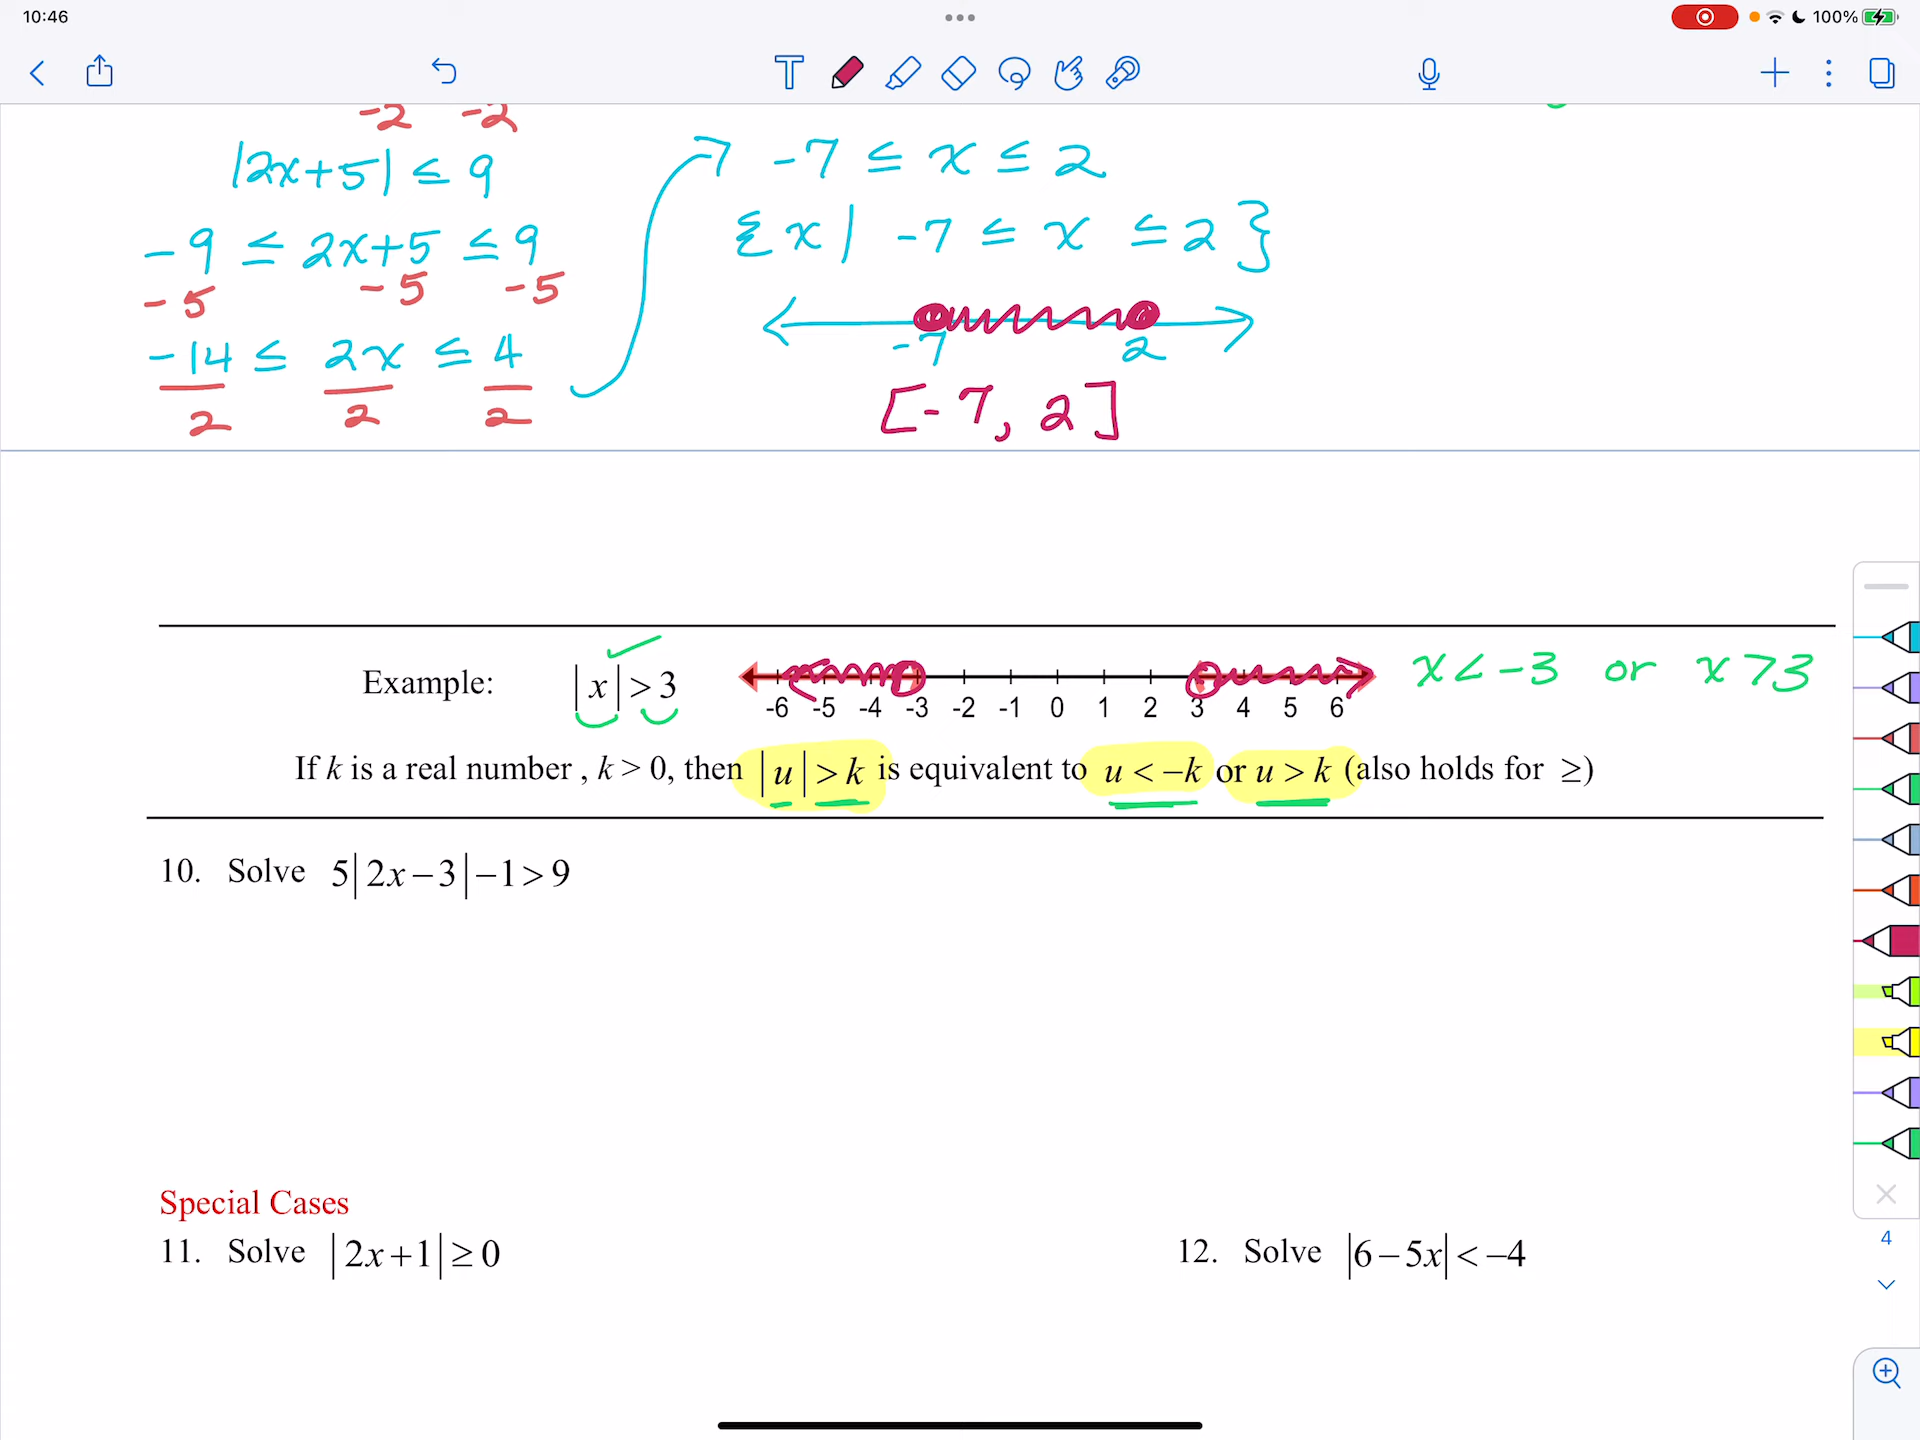 10:46
100%
-2 -2
|2x+5| ≤ 9
-9 ≤ 2x+5 ≤ 9
-5 -5 -5
-14 ≤ 2x ≤ 4
2 2 2
-7 ≤ x ≤ 2
{x | -7 ≤ x ≤ 2}
-7 2
[-7, 2]
Example: |x| > 3
-6 -5 -4 -3 -2 -1 0 1 2 3 4 5 6
x < -3 or x > 3
If k is a real number , k > 0, then |u| > k is equivalent to u < −k or u > k (also holds for ≥)
10. Solve 5|2x−3|−1>9
Special Cases
11. Solve |2x+1|≥0
12. Solve |6−5x|<−4
4